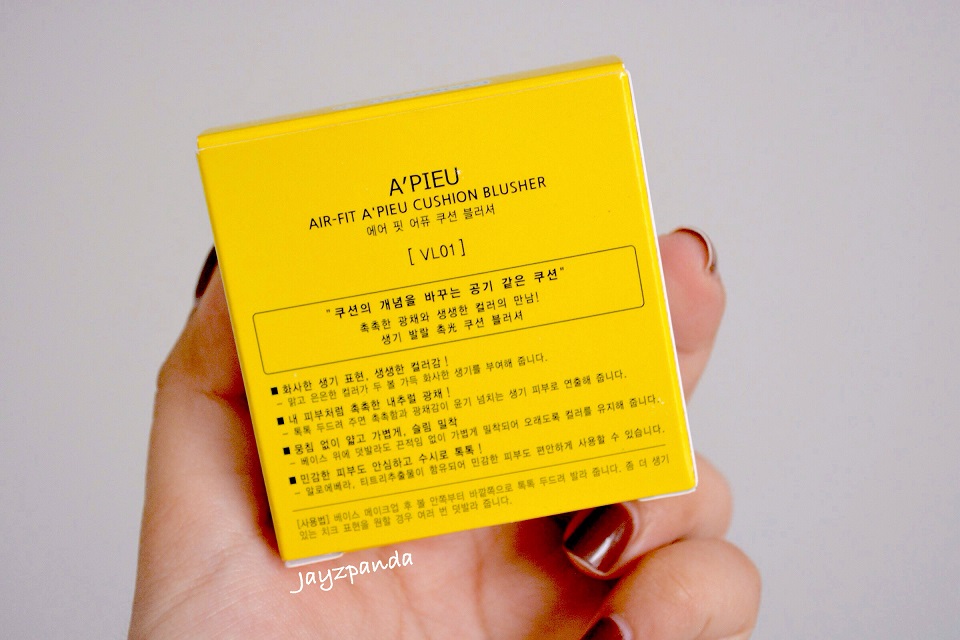 A'PIEU
AIR-FIT A'PIEU CUSHION BLUSHER
에어 핏 어퓨 쿠션 블러셔
[ VL01 ]
"쿠션의 개념을 바꾸는 공기 같은 쿠션"
촉촉한 광채와 생생한 컬러의 만남!
생기 발랄 촉光 쿠션 블러셔
■ 화사한 생기 표현, 생생한 컬러감!
- 맑고 은은한 컬러가 두 볼 가득 화사한 생기를 부여해 줍니다.
■ 내 피부처럼 촉촉한 내추럴 광채!
- 톡톡 두드려 주면 촉촉함과 광채감이 윤기 넘치는 생기 피부로 연출해 줍니다.
■ 뭉침 없이 얇고 가볍게, 슬림 밀착
- 베이스 위에 덧발라도 끈적임 없이 가볍게 밀착되어 오래도록 컬러를 유지해 줍니다.
■ 민감한 피부도 안심하고 수시로 톡톡!
- 알로에베라, 티트리추출물이 함유되어 민감한 피부도 편안하게 사용할 수 있습니다.
[사용법] 베이스 메이크업 후 볼 안쪽부터 바깥쪽으로 톡톡 두드려 발라 줍니다. 좀 더 생기
있는 치크 표현을 원할 경우 여러 번 덧발라 줍니다.
Jayzpanda